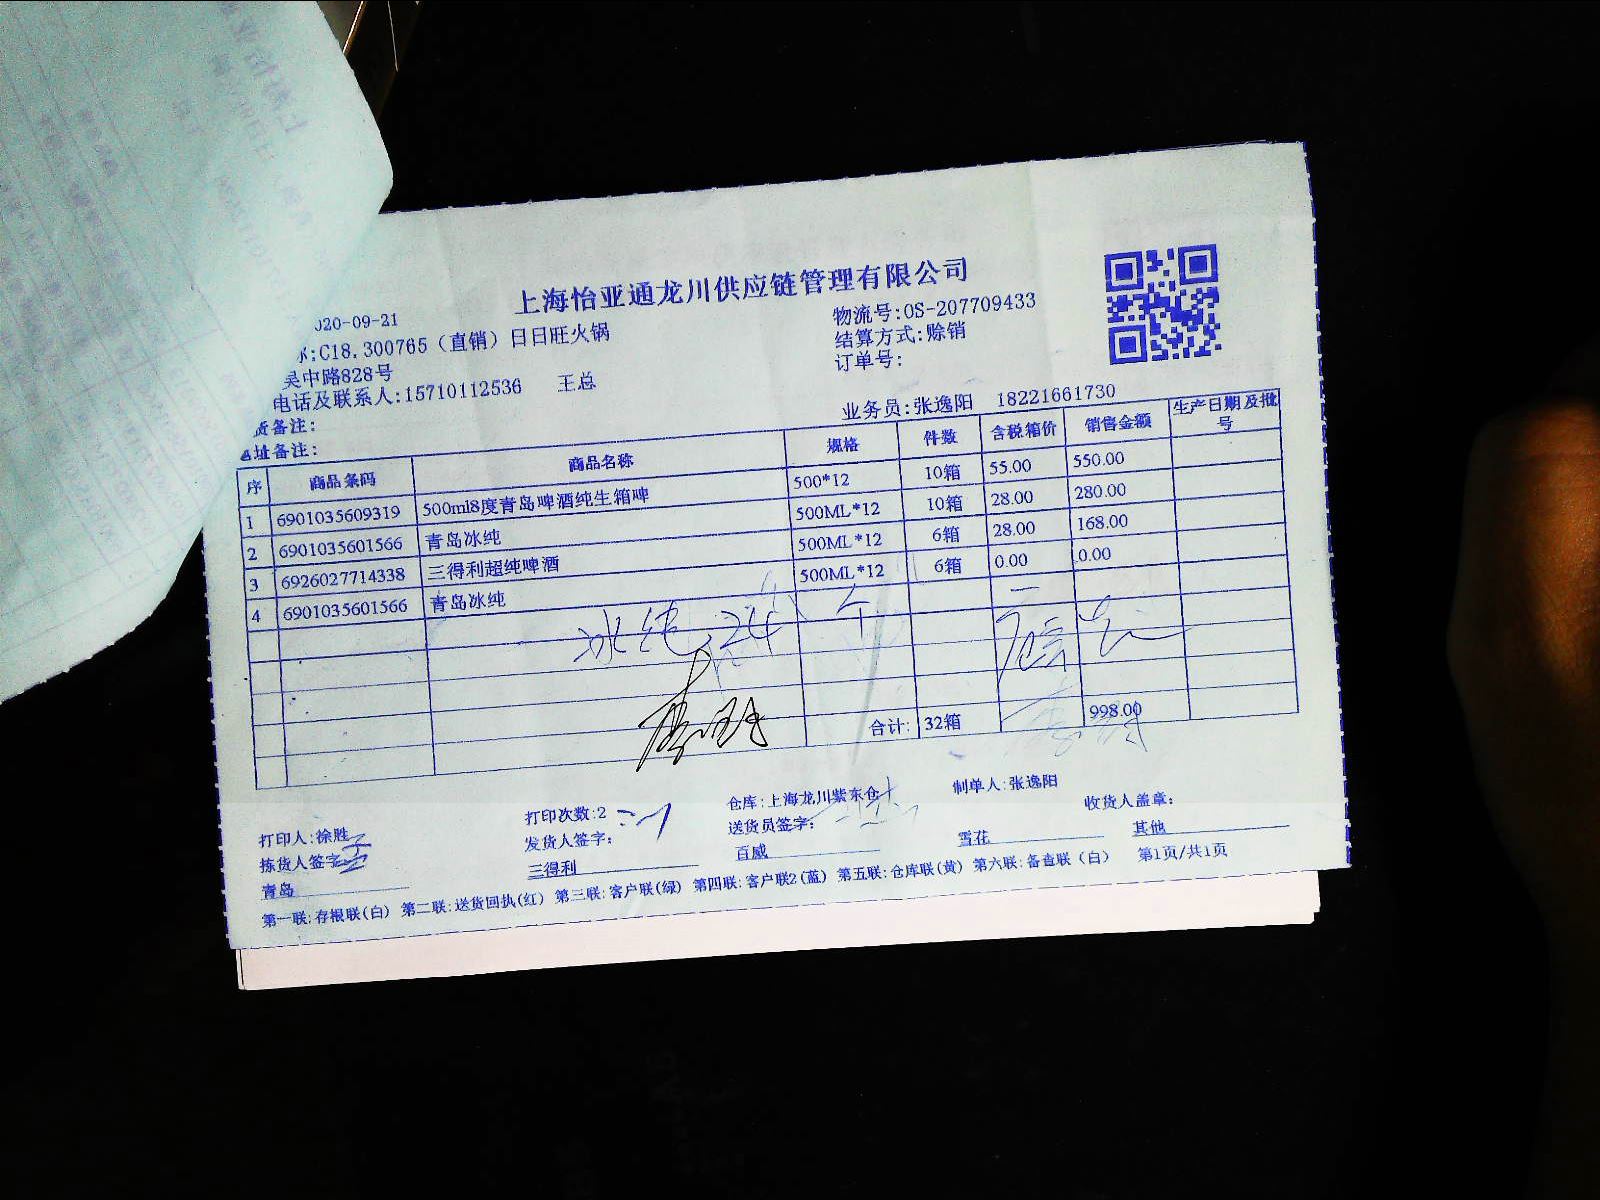 上海怡亚通龙川供应链管理有限公司
020-09-21
物流号:OS-207709433
称:C18.300765（直销）日日旺火锅
结算方式:赊销
吴中路828号
订单号:
电话及联系人:15710112536 王总
业务员:张逸阳 18221661730
货备注:
址备注:
序 商品条码 商品名称 规格 件数 含税箱价 销售金额 生产日期及批号
1 6901035609319 500ml8度青岛啤酒纯生箱啤 500*12 10箱 55.00 550.00
2 6901035601566 青岛冰纯 500ML*12 10箱 28.00 280.00
3 6926027714338 三得利超纯啤酒 500ML*12 6箱 28.00 168.00
4 6901035601566 青岛冰纯 500ML*12 6箱 0.00 0.00
冰纯 24
合计: 32箱 998.00
打印人:徐胜 打印次数:2 仓库:上海龙川紫东仓 制单人:张逸阳
拣货人签字 发货人签字: 送货员签字: 收货人盖章:
青岛 三得利 百威 雪花 其他
第一联:存根联(白) 第二联:送货回执(红) 第三联:客户联(绿) 第四联:客户联2(蓝) 第五联:仓库联(黄) 第六联:备查联(白) 第1页/共1页